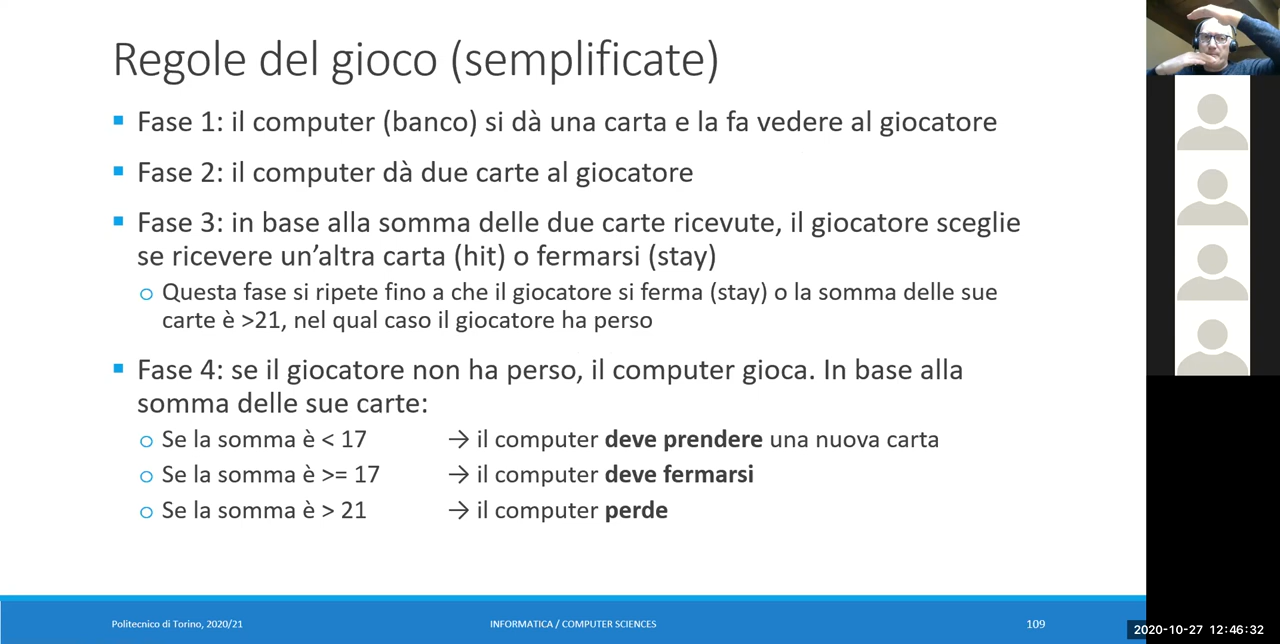 Regole del gioco (semplificate)
Fase 1: il computer (banco) si dà una carta e la fa vedere al giocatore
Fase 2: il computer dà due carte al giocatore
Fase 3: in base alla somma delle due carte ricevute, il giocatore sceglie
se ricevere un’altra carta (hit) o fermarsi (stay)
Questa fase si ripete fino a che il giocatore si ferma (stay) o la somma delle sue
carte è >21, nel qual caso il giocatore ha perso
Fase 4: se il giocatore non ha perso, il computer gioca. In base alla
somma delle sue carte:
Se la somma è < 17 → il computer deve prendere una nuova carta
Se la somma è >= 17 → il computer deve fermarsi
Se la somma è > 21 → il computer perde
Politecnico di Torino, 2020/21 INFORMATICA / COMPUTER SCIENCES 109
2020-10-27 12:46:32